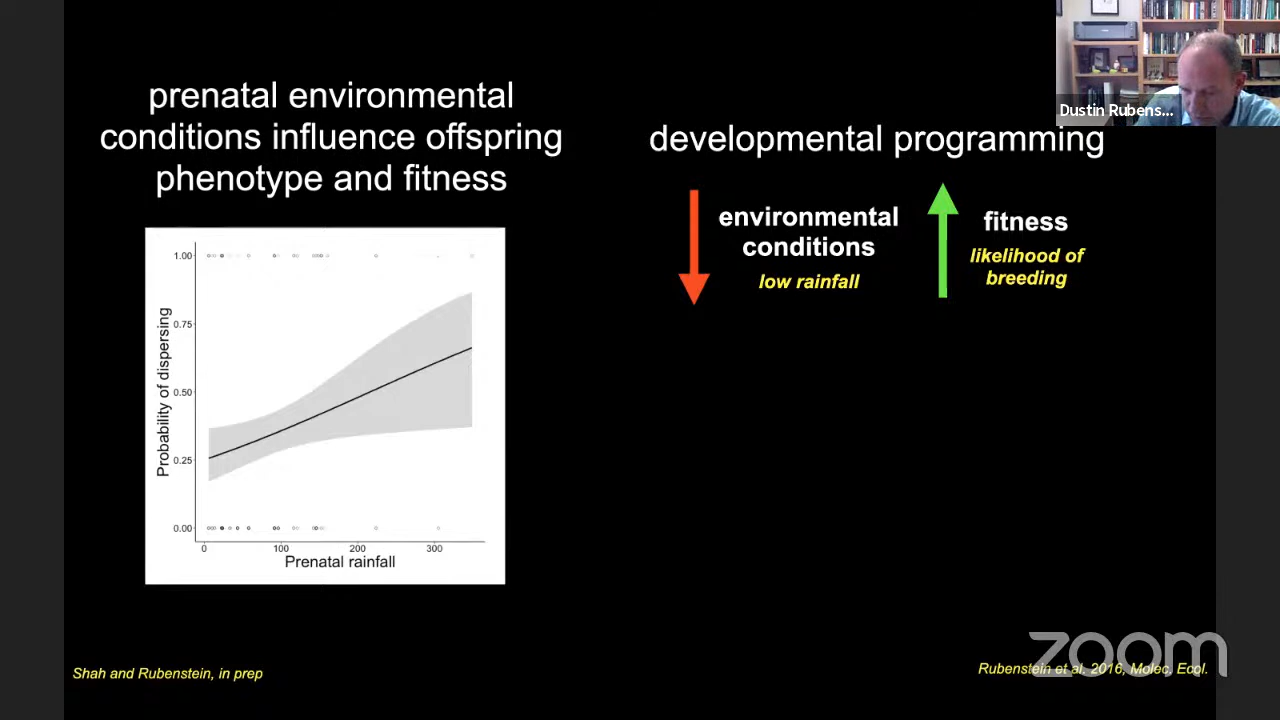 prenatal environmental
conditions influence offspring
phenotype and fitness
1.00
0.75
0.50
0.25
0.00
Probability of dispersing
0
100
200
300
Prenatal rainfall
Shah and Rubenstein, in prep
Dustin Rubens...
developmental programming
environmental
conditions
low rainfall
fitness
likelihood of
breeding
zoom
Rubenstein et al. 2016, Molec. Ecol.